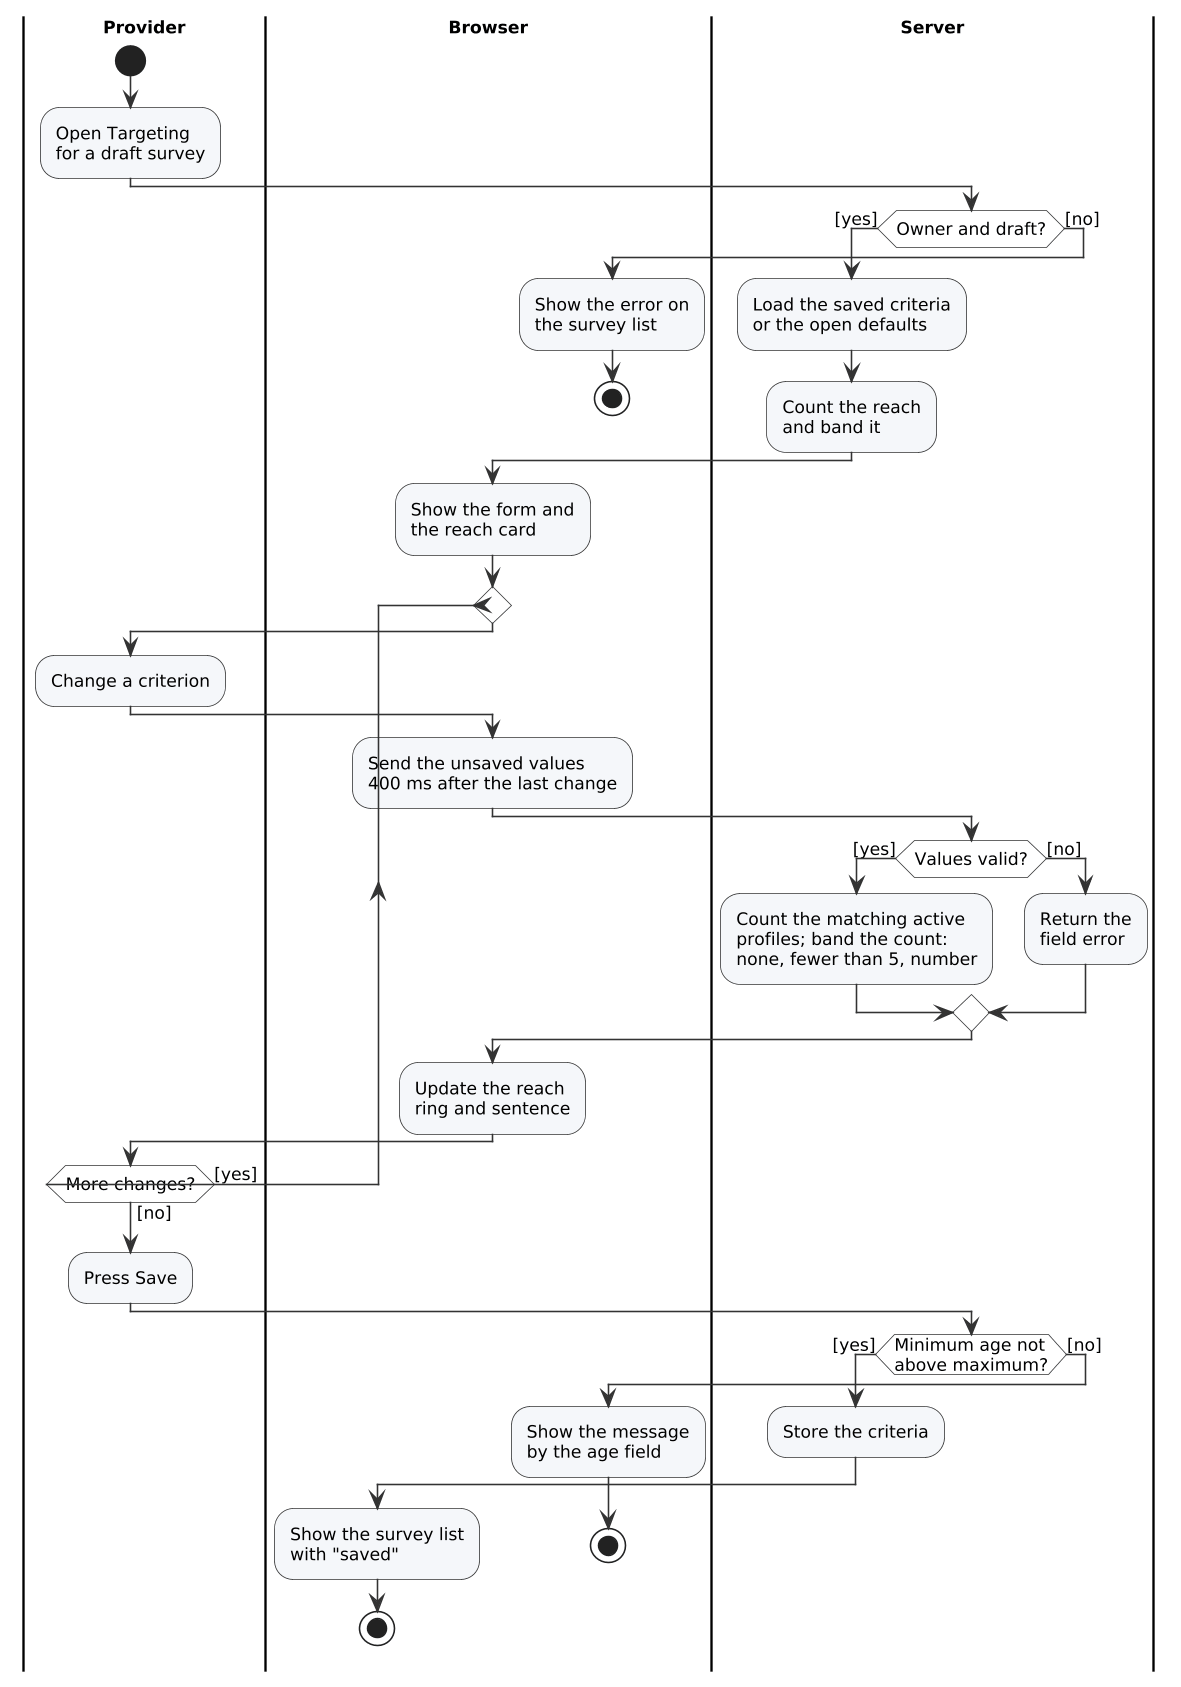 Provider
Browser
Server
Open Targeting
for a draft survey
[yes]
Owner and draft?
[no]
Show the error on
the survey list
Load the saved criteria
or the open defaults
Count the reach
and band it
Show the form and
the reach card
Change a criterion
Send the unsaved values
400 ms after the last change
[yes]
Values valid?
[no]
Count the matching active
profiles; band the count:
none, fewer than 5, number
Return the
field error
Update the reach
ring and sentence
More changes?
[yes]
[no]
Press Save
[yes]
Minimum age not
above maximum?
[no]
Show the message
by the age field
Store the criteria
Show the survey list
with "saved"